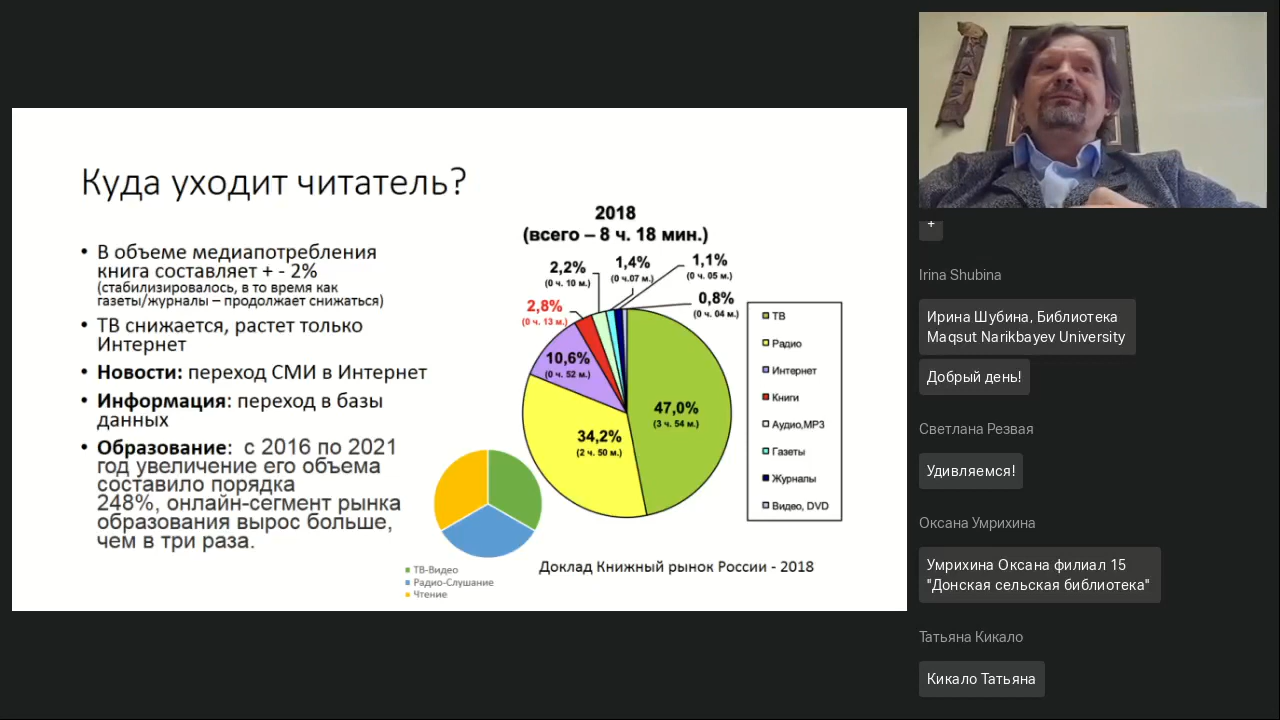 Куда уходит читатель?
• В объеме медиапотребления
книга составляет + - 2%
(стабилизировалось, в то время как
газеты/журналы – продолжает снижаться)
• ТВ снижается, растет только
Интернет
• Новости: переход СМИ в Интернет
• Информация: переход в базы
данных
• Образование: с 2016 по 2021
год увеличение его объема
составило порядка
248%, онлайн-сегмент рынка
образования вырос больше,
чем в три раза.
ТВ-Видео
Радио-Слушание
Чтение
2018
(всего – 8 ч. 18 мин.)
2,2%
(0 ч. 10 м.)
1,4%
(0 ч.07 м.)
1,1%
(0 ч. 05 м.)
0,8%
(0 ч. 04 м.)
2,8%
(0 ч. 13 м.)
10,6%
(0 ч. 52 м.)
34,2%
(2 ч. 50 м.)
47,0%
(3 ч. 54 м.)
ТВ
Радио
Интернет
Книги
Аудио,МР3
Газеты
Журналы
Видео, DVD
Доклад Книжный рынок России - 2018
+
Irina Shubina
Ирина Шубина, Библиотека
Maqsut Narikbayev University
Добрый день!
Светлана Резвая
Удивляемся!
Оксана Умрихина
Умрихина Оксана филиал 15
"Донская сельская библиотека"
Татьяна Кикало
Кикало Татьяна